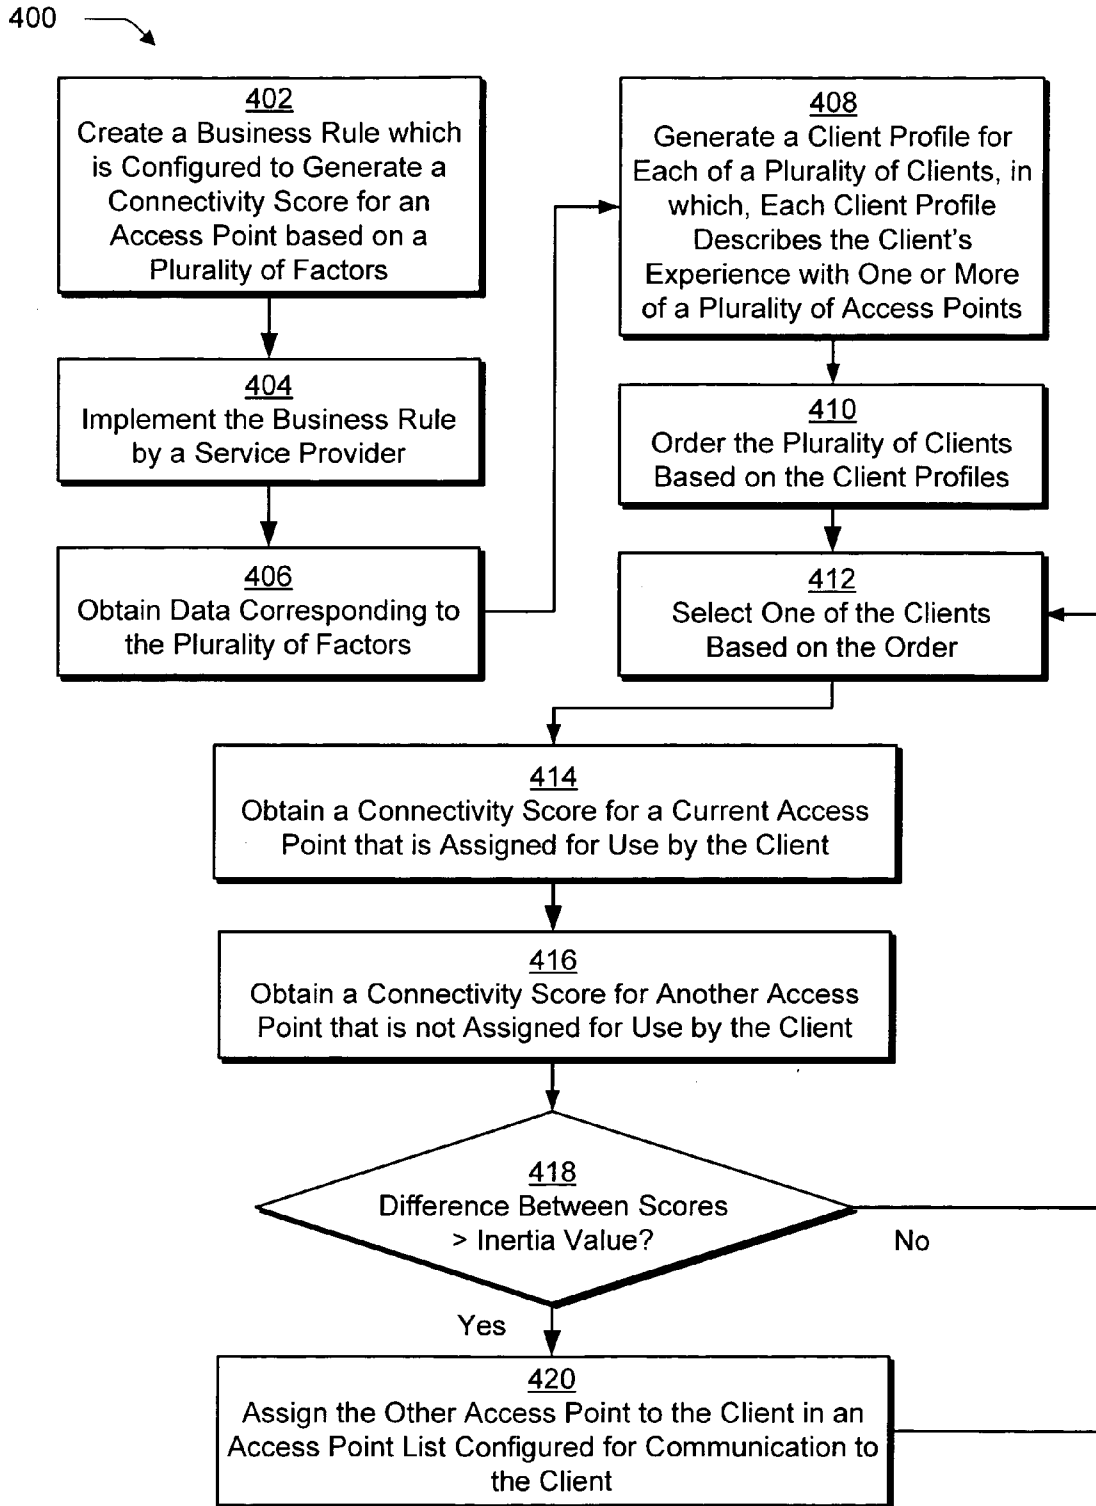 400
402
Create a Business Rule which
is Configured to Generate a
Connectivity Score for an
Access Point based on a
Plurality of Factors
404
Implement the Business Rule
by a Service Provider
406
Obtain Data Corresponding to
the Plurality of Factors
408
Generate a Client Profile for
Each of a Plurality of Clients, in
which, Each Client Profile
Describes the Client's
Experience with One or More
of a Plurality of Access Points
410
Order the Plurality of Clients
Based on the Client Profiles
412
Select One of the Clients
Based on the Order
414
Obtain a Connectivity Score for a Current Access
Point that is Assigned for Use by the Client
416
Obtain a Connectivity Score for Another Access
Point that is not Assigned for Use by the Client
418
Difference Between Scores
> Inertia Value?
No
Yes
420
Assign the Other Access Point to the Client in an
Access Point List Configured for Communication to
the Client